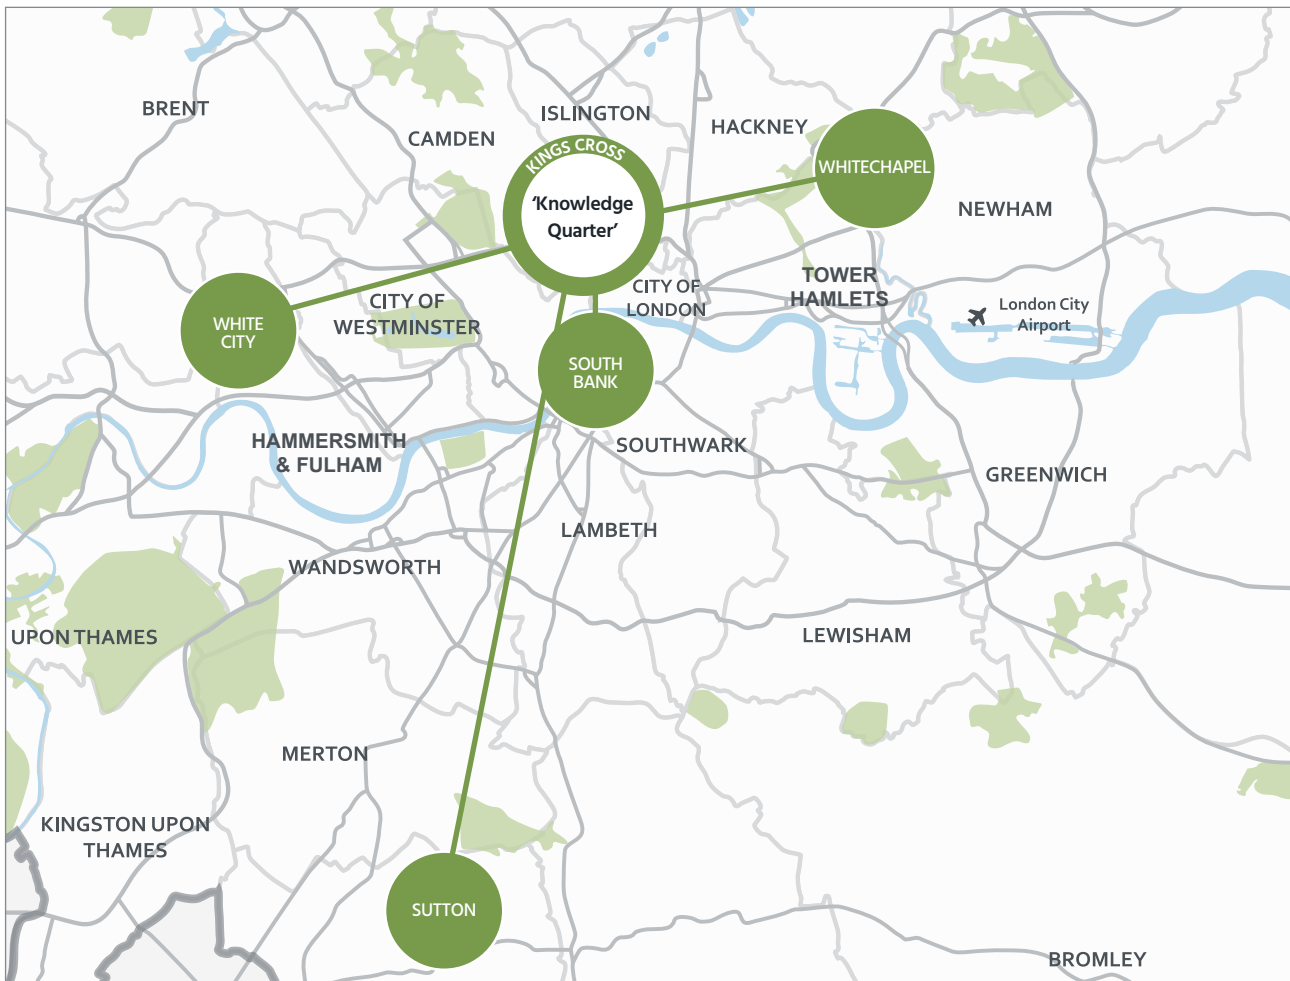 BRENT
ISLINGTON
HACKNEY
CAMDEN
KINGS CROSS
WHITECHAPEL
'Knowledge
Quarter'
NEWHAM
TOWER
HAMLETS
CITY OF
LONDON
CITY OF
WESTMINSTER
London City
Airport
WHITE
CITY
SOUTH
BANK
HAMMERSMITH
& FULHAM
SOUTHWARK
GREENWICH
LAMBETH
WANDSWORTH
UPON THAMES
LEWISHAM
MERTON
KINGSTON UPON
THAMES
SUTTON
BROMLEY